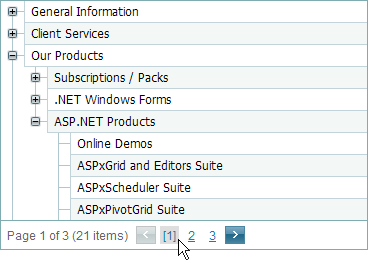 General Information
Client Services
Our Products
Subscriptions / Packs
.NET Windows Forms
ASP.NET Products
Online Demos
ASPxGrid and Editors Suite
ASPxScheduler Suite
ASPxPivotGrid Suite
Page 1 of 3 (21 items) < [1] 2 3 >